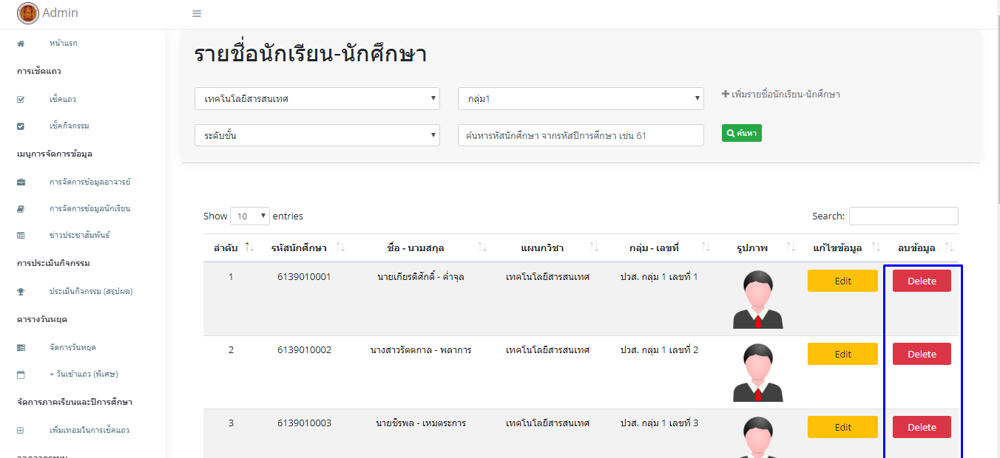 Admin
หน้าแรก
การเช็คแถว
เช็คแถว
เช็คกิจกรรม
เมนูการจัดการข้อมูล
การจัดการข้อมูลอาจารย์
การจัดการข้อมูลนักเรียน
ข่าวประชาสัมพันธ์
การประเมินกิจกรรม
ประเมินกิจกรรม (สรุปผล)
ตารางวันหยุด
จัดการวันหยุด
+ วันเข้าแถว (พิเศษ)
จัดการภาคเรียนและปีการศึกษา
เพิ่มเทอมในการเช็คแถว
รายชื่อนักเรียน-นักศึกษา
เทคโนโลยีสารสนเทศ กลุ่ม1 เพิ่มรายชื่อนักเรียน-นักศึกษา
ระดับชั้น ค้นหารหัสนักศึกษา จากรหัสปีการศึกษา เช่น 61 ค้นหา
Show 10 entries Search:
ลำดับ รหัสนักศึกษา ชื่อ - นามสกุล แผนกวิชา กลุ่ม - เลขที่ รูปภาพ แก้ไขข้อมูล ลบข้อมูล
1 6139010001 นายเกียรติศักดิ์ - ค่ำจุล เทคโนโลยีสารสนเทศ ปวส. กลุ่ม 1 เลขที่ 1 Edit Delete
2 6139010002 นางสาวรัตตกาล - พลาการ เทคโนโลยีสารสนเทศ ปวส. กลุ่ม 1 เลขที่ 2 Edit Delete
3 6139010003 นายชิรพล - เหมตระการ เทคโนโลยีสารสนเทศ ปวส. กลุ่ม 1 เลขที่ 3 Edit Delete